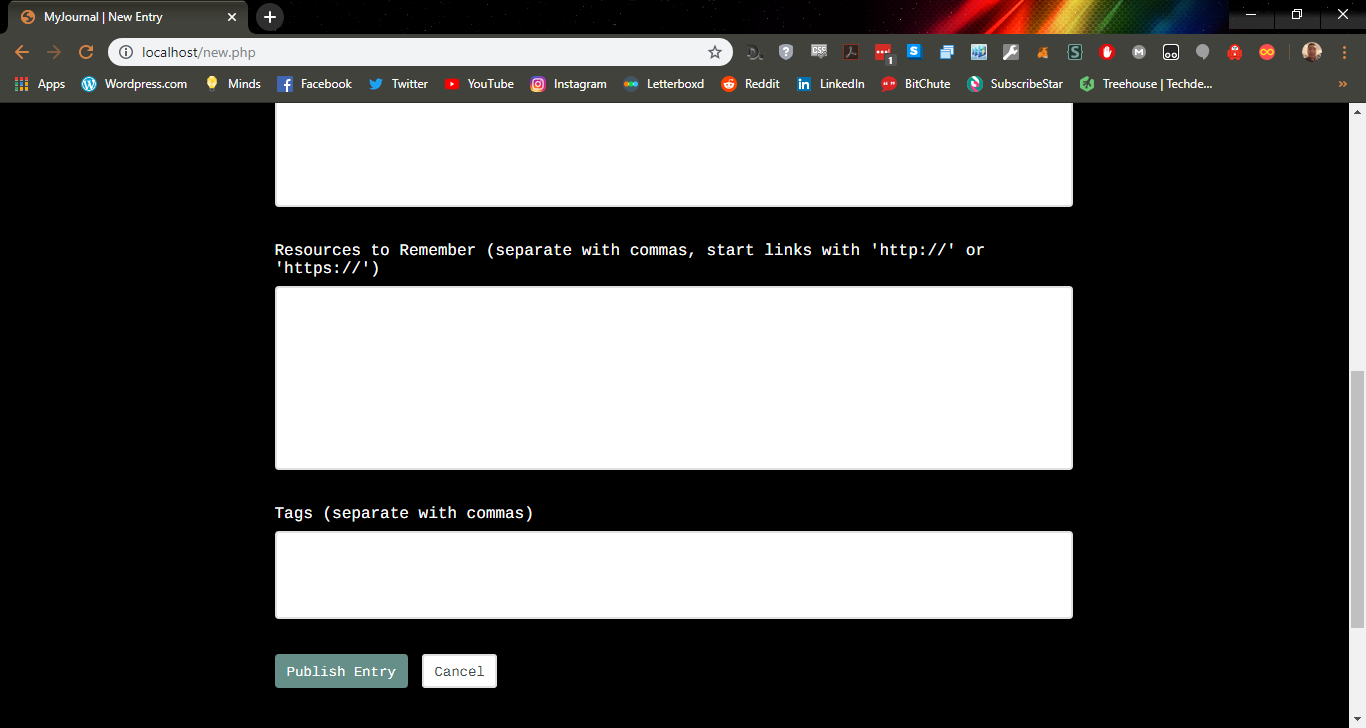 MyJournal | New Entry
localhost/new.php
1
Apps Wordpress.com Minds Facebook Twitter YouTube Instagram Letterboxd Reddit LinkedIn BitChute SubscribeStar Treehouse | Techde...
Resources to Remember (separate with commas, start links with 'http://' or
'https://')
Tags (separate with commas)
Publish Entry Cancel